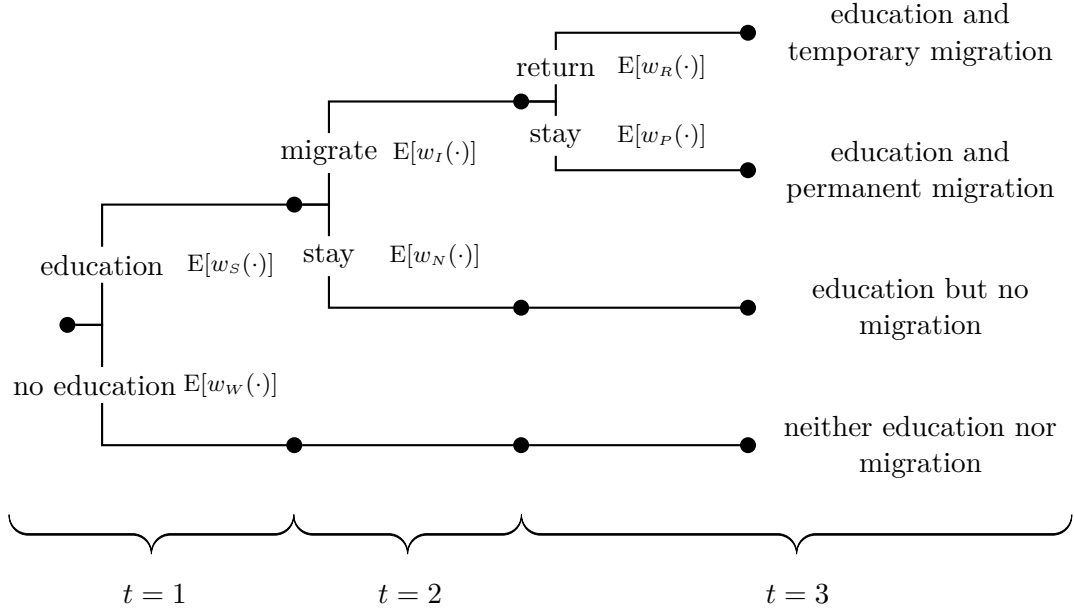 education and
temporary migration
return E[w_R(·)]
stay E[w_P(·)]
education and
permanent migration
migrate E[w_I(·)]
stay E[w_N(·)]
education E[w_S(·)]
education but no
migration
no education E[w_W(·)]
neither education nor
migration
t = 1 t = 2 t = 3